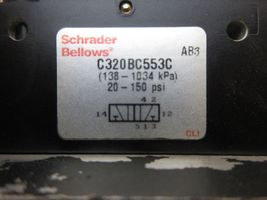 Schrader
Bellows
AB3
C320BC553C
(138-1034 kPa)
20-150 psi
4 2
14 12
5 1 3
CL1